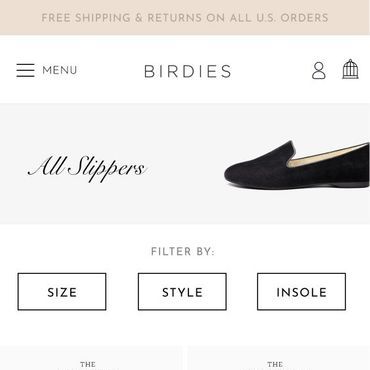 FREE SHIPPING & RETURNS ON ALL U.S. ORDERS
MENU
BIRDIES
All Slippers
FILTER BY:
SIZE
STYLE
INSOLE
THE
THE